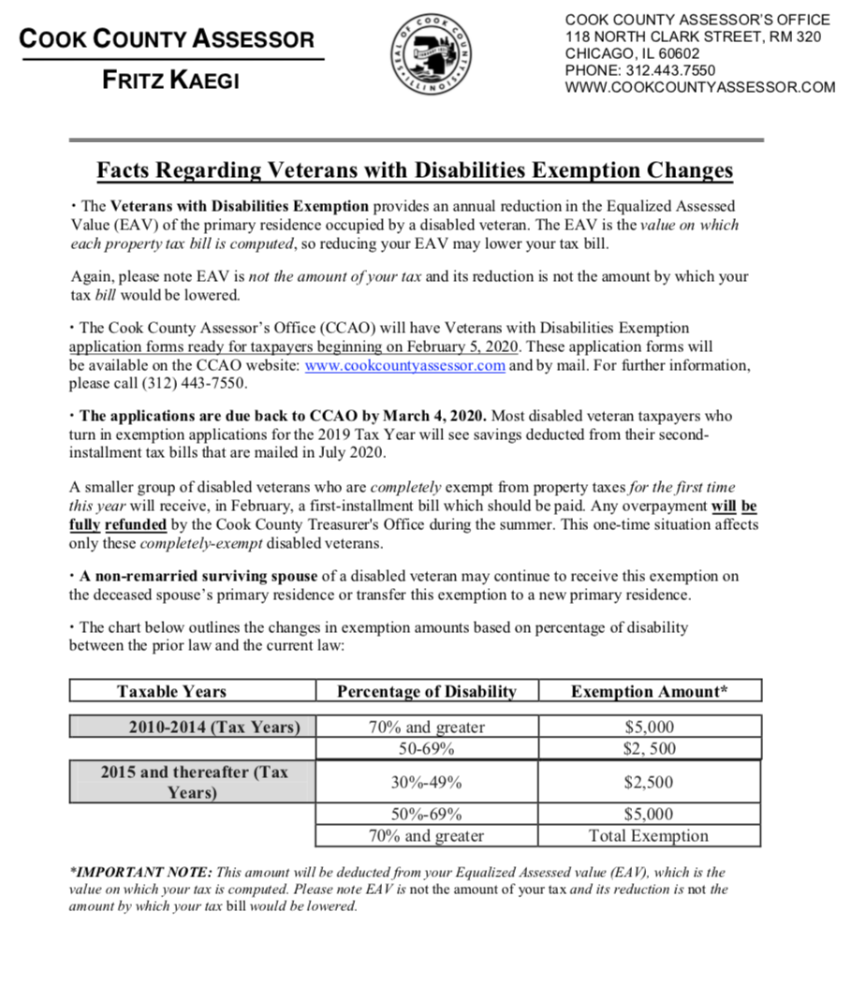 COOK COUNTY ASSESSOR
FRITZ KAEGI
SEAL OF COOK COUNTY
ILLINOIS
COOK COUNTY ASSESSOR'S OFFICE
118 NORTH CLARK STREET, RM 320
CHICAGO, IL 60602
PHONE: 312.443.7550
WWW.COOKCOUNTYASSESSOR.COM
Facts Regarding Veterans with Disabilities Exemption Changes
· The Veterans with Disabilities Exemption provides an annual reduction in the Equalized Assessed
Value (EAV) of the primary residence occupied by a disabled veteran. The EAV is the value on which
each property tax bill is computed, so reducing your EAV may lower your tax bill.
Again, please note EAV is not the amount of your tax and its reduction is not the amount by which your
tax bill would be lowered.
· The Cook County Assessor's Office (CCAO) will have Veterans with Disabilities Exemption
application forms ready for taxpayers beginning on February 5, 2020. These application forms will
be available on the CCAO website: www.cookcountyassessor.com and by mail. For further information,
please call (312) 443-7550.
· The applications are due back to CCAO by March 4, 2020. Most disabled veteran taxpayers who
turn in exemption applications for the 2019 Tax Year will see savings deducted from their second-
installment tax bills that are mailed in July 2020.
A smaller group of disabled veterans who are completely exempt from property taxes for the first time
this year will receive, in February, a first-installment bill which should be paid. Any overpayment will be
fully refunded by the Cook County Treasurer's Office during the summer. This one-time situation affects
only these completely-exempt disabled veterans.
· A non-remarried surviving spouse of a disabled veteran may continue to receive this exemption on
the deceased spouse's primary residence or transfer this exemption to a new primary residence.
· The chart below outlines the changes in exemption amounts based on percentage of disability
between the prior law and the current law:
Taxable Years Percentage of Disability Exemption Amount*
2010-2014 (Tax Years) 70% and greater $5,000
50-69% $2, 500
2015 and thereafter (Tax
Years) 30%-49% $2,500
50%-69% $5,000
70% and greater Total Exemption
*IMPORTANT NOTE: This amount will be deducted from your Equalized Assessed value (EAV), which is the
value on which your tax is computed. Please note EAV is not the amount of your tax and its reduction is not the
amount by which your tax bill would be lowered.